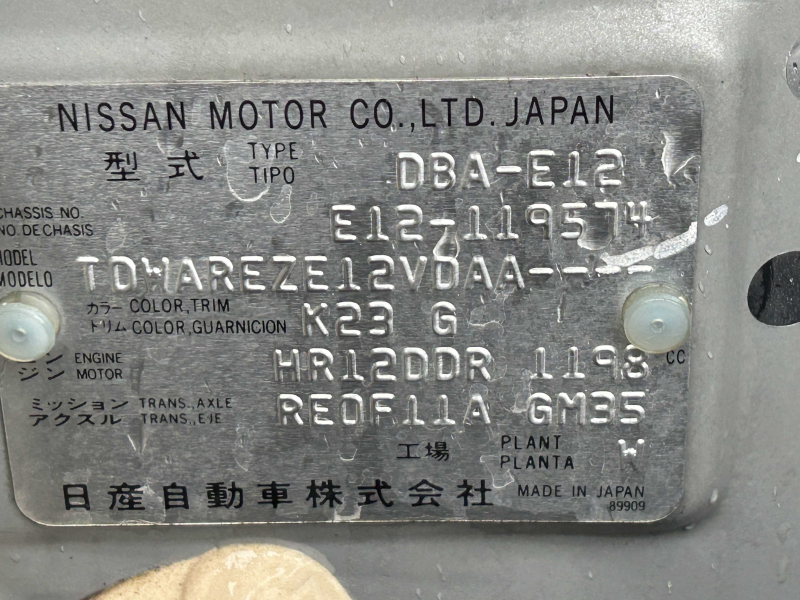 NISSAN MOTOR CO.,LTD. JAPAN
型式 TYPE TIPO DBA-E12
CHASSIS NO.
NO. DE CHASIS E12-119574
MODEL
MODELO TDWAREZE12VDAA----
カラー COLOR, TRIM
トリム COLOR, GUARNICION K23 G
ENGINE
ジン MOTOR HR12DDR 1198 CC
ミッション TRANS., AXLE
アクスル TRANS., EJE RE0F11A GM35
工場 PLANT PLANTA W
日産自動車株式会社 MADE IN JAPAN
89909